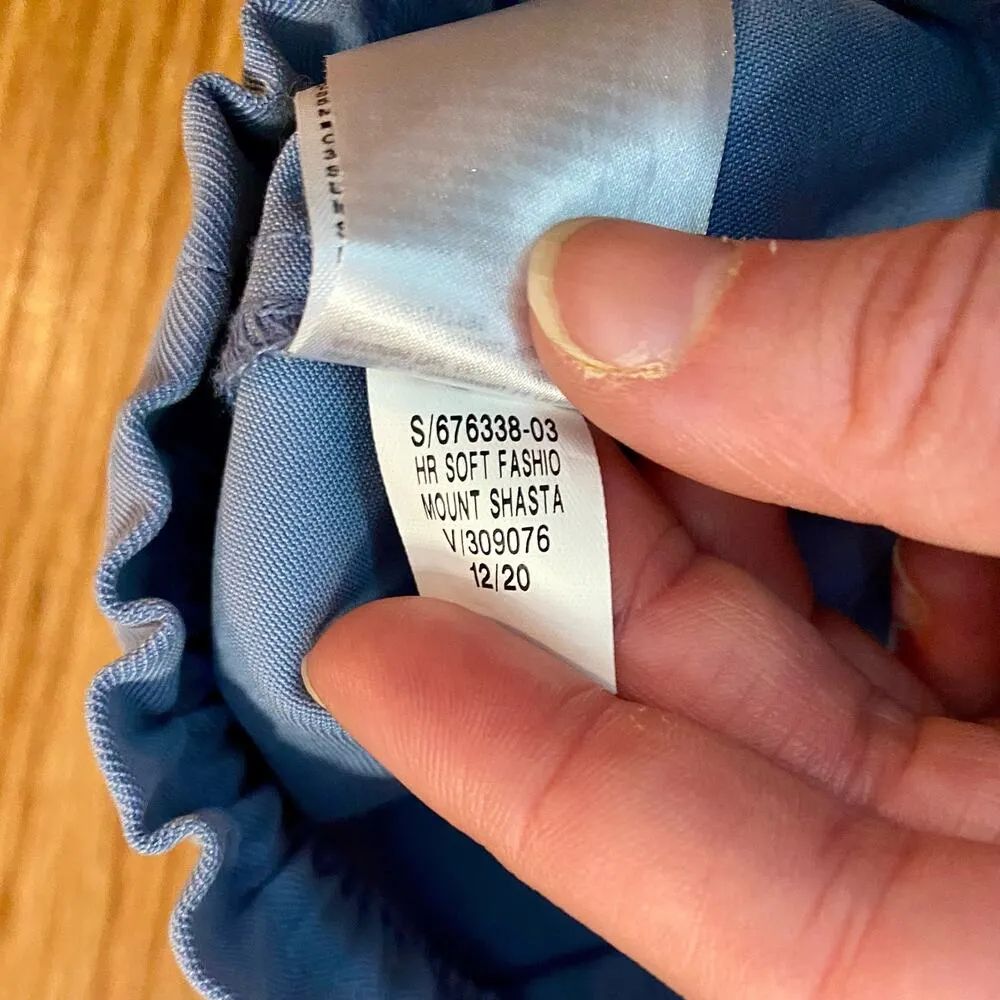 S/676338-03
HR SOFT FASHIO
MOUNT SHASTA
V/309076
12/20